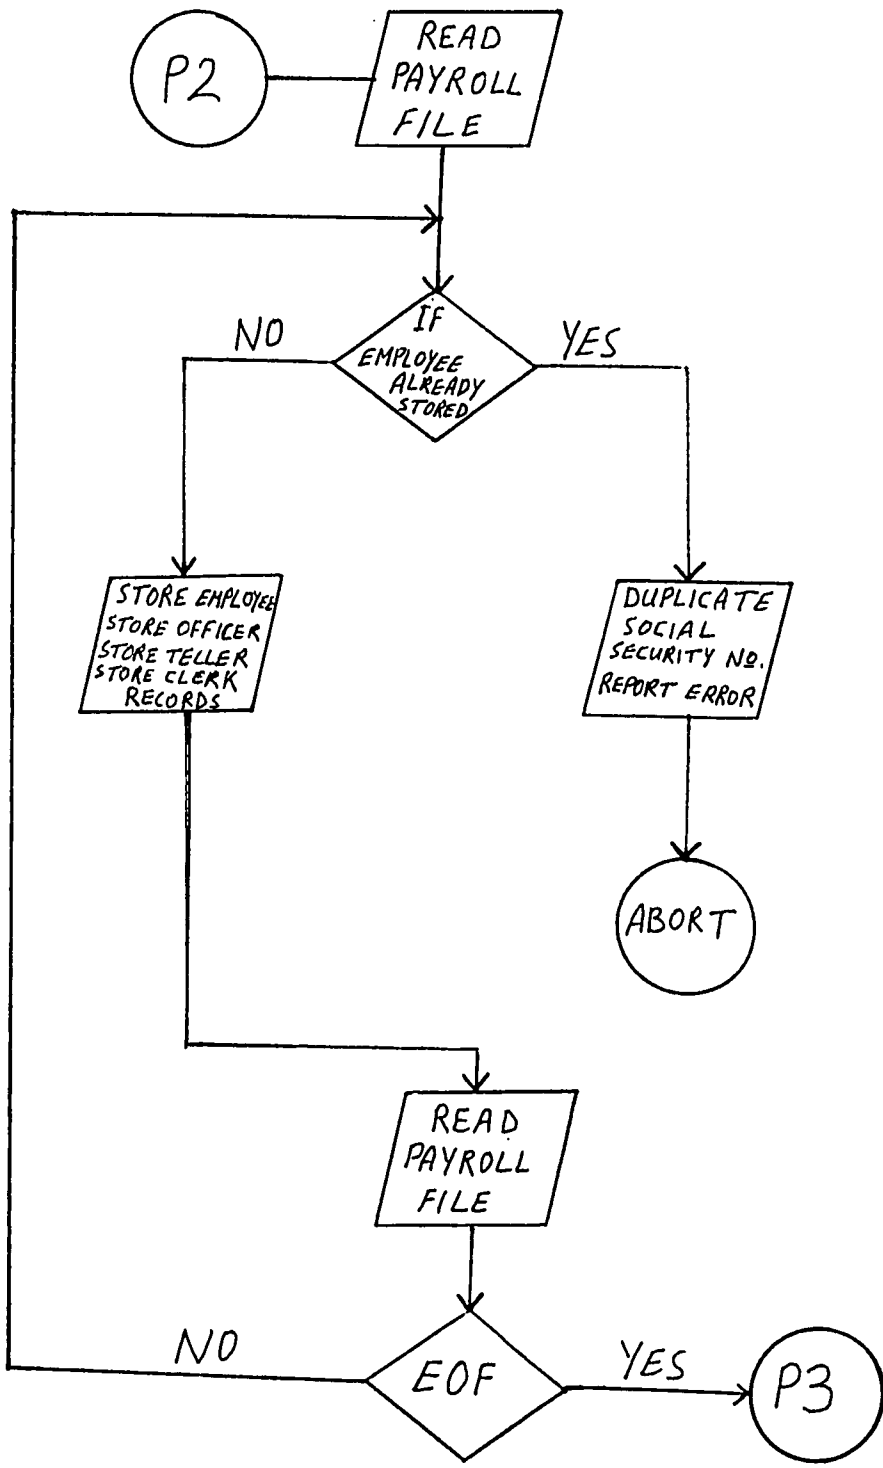 P2
READ
PAYROLL
FILE
IF
EMPLOYEE
ALREADY
STORED
NO
YES
STORE EMPLOYEE
STORE OFFICER
STORE TELLER
STORE CLERK
RECORDS
DUPLICATE
SOCIAL
SECURITY NO.
REPORT ERROR
ABORT
READ
PAYROLL
FILE
NO
EOF
YES
P3